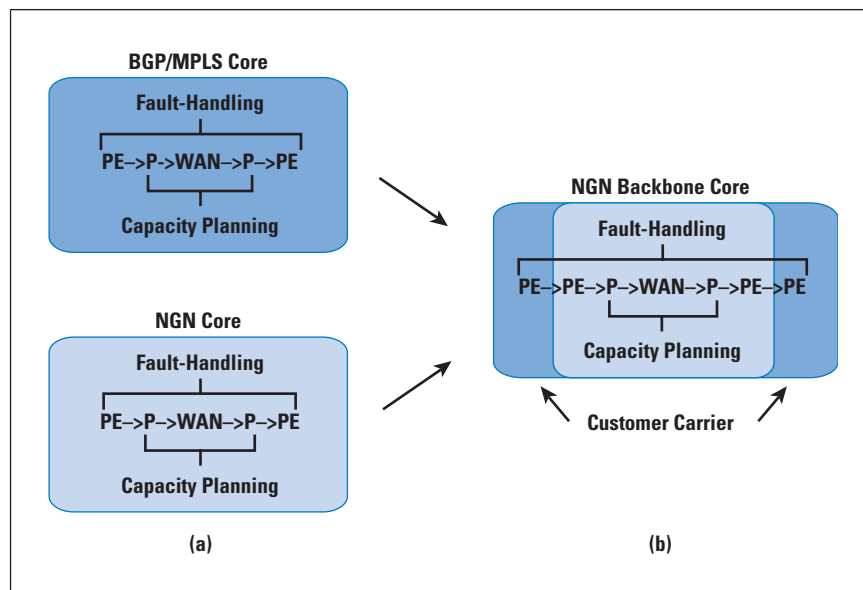 BGP/MPLS Core
Fault-Handling
PE–>P->WAN–>P–>PE
Capacity Planning
NGN Core
Fault-Handling
PE–>P–>WAN–>P–>PE
Capacity Planning
(a)
NGN Backbone Core
Fault-Handling
PE–>PE–>P–>WAN–>P–>PE–>PE
Capacity Planning
Customer Carrier
(b)